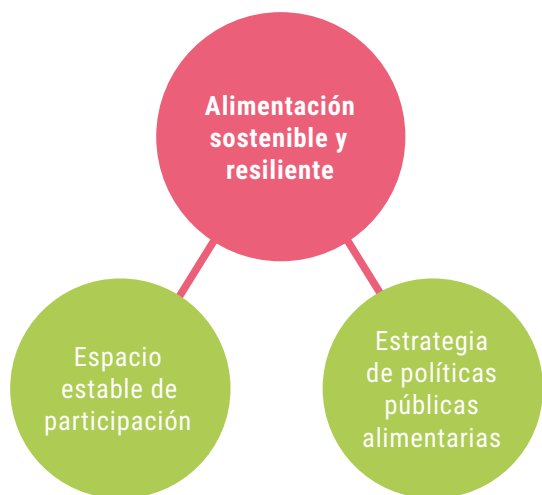 Alimentación
sostenible y
resiliente
Espacio
estable de
participación
Estrategia
de políticas
públicas
alimentarias